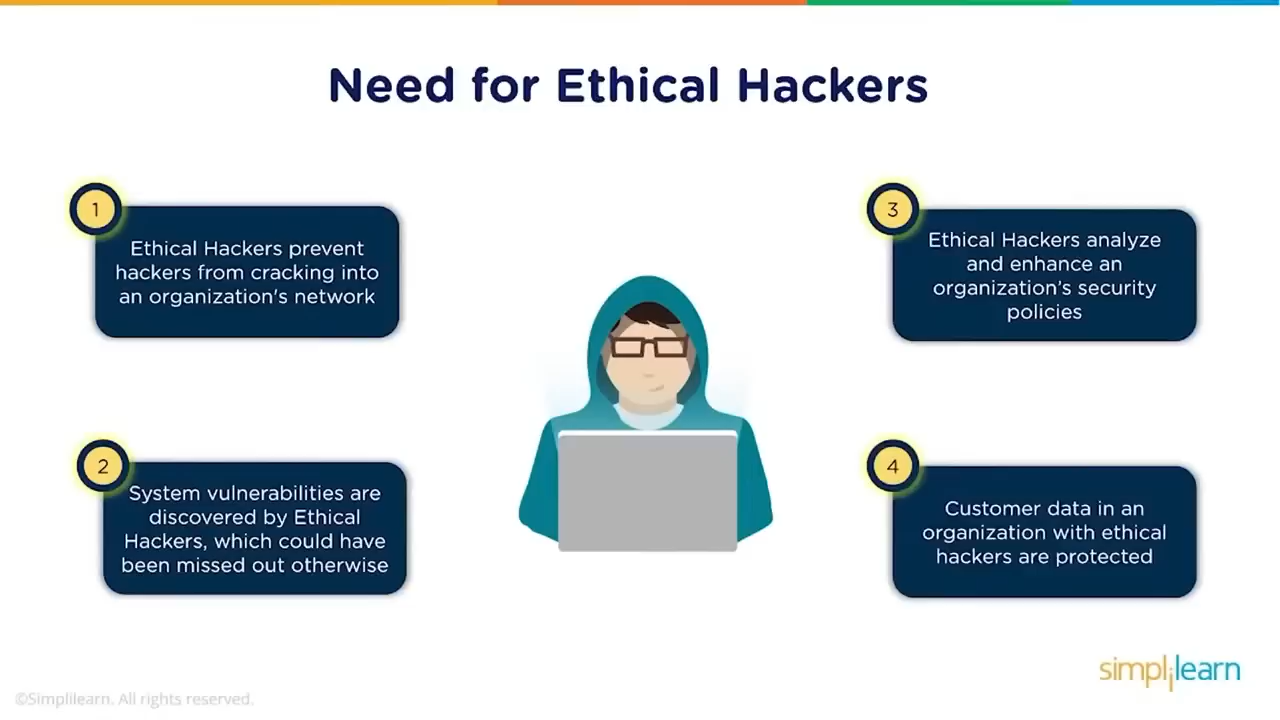 Need for Ethical Hackers
1
Ethical Hackers prevent
hackers from cracking into
an organization's network
2
System vulnerabilities are
discovered by Ethical
Hackers, which could have
been missed out otherwise
3
Ethical Hackers analyze
and enhance an
organization's security
policies
4
Customer data in an
organization with ethical
hackers are protected
simplilearn
©Simplilearn. All rights reserved.